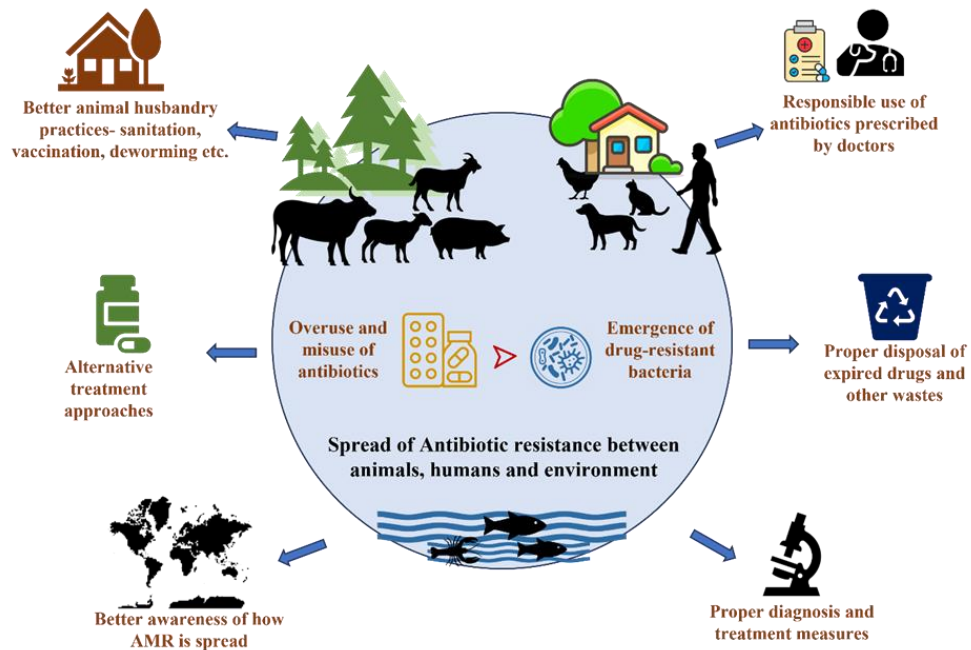 Better animal husbandry
practices- sanitation,
vaccination, deworming etc.
Responsible use of
antibiotics prescribed
by doctors
Alternative
treatment
approaches
Overuse and
misuse of
antibiotics
Emergence of
drug-resistant
bacteria
Proper disposal of
expired drugs and
other wastes
Spread of Antibiotic resistance between
animals, humans and environment
Better awareness of how
AMR is spread
Proper diagnosis and
treatment measures